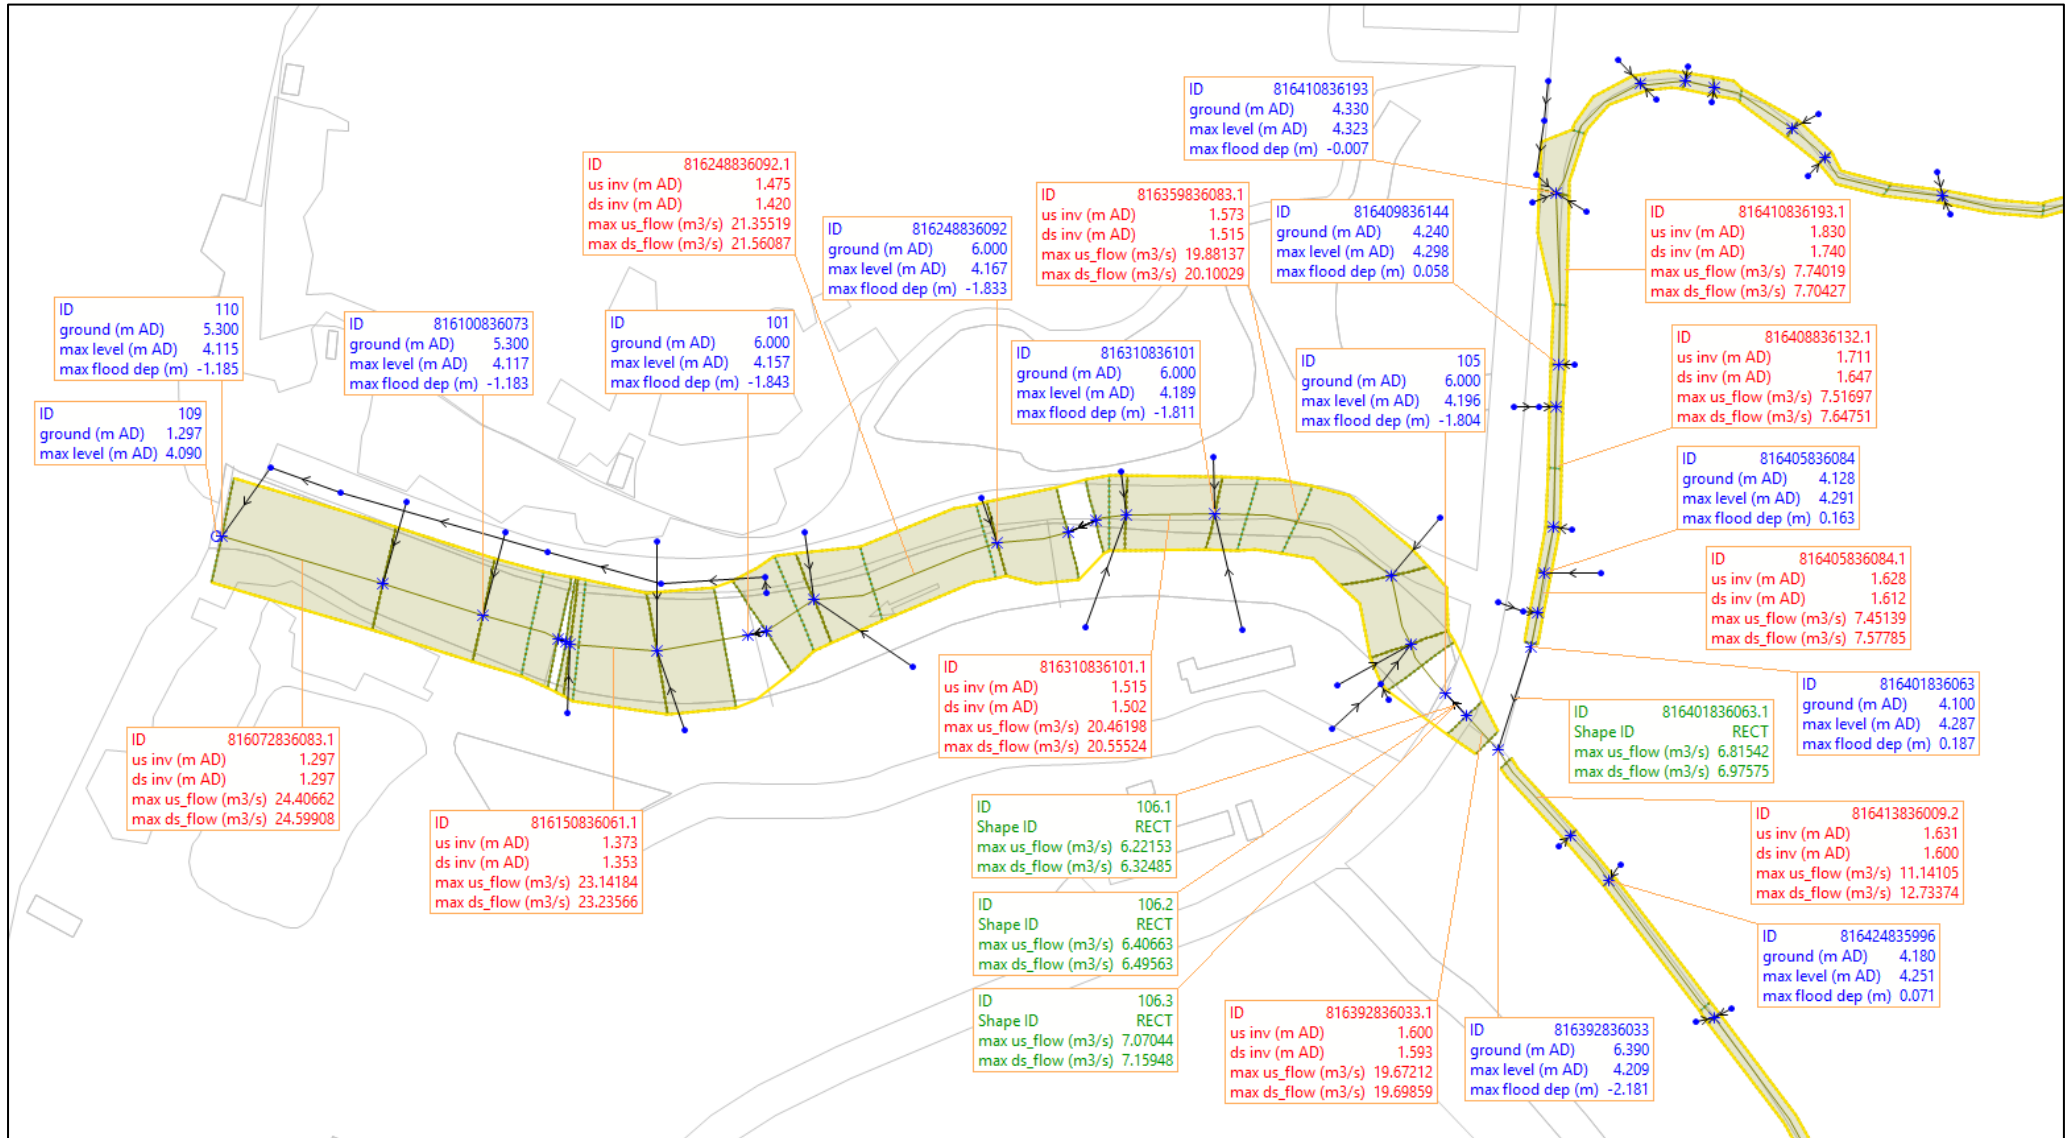 ID 816410836193
ground (m AD) 4.330
max level (m AD) 4.323
max flood dep (m) -0.007
ID 816248836092.1
us inv (m AD) 1.475
ds inv (m AD) 1.420
max us_flow (m3/s) 21.35519
max ds_flow (m3/s) 21.56087
ID 816359836083.1
us inv (m AD) 1.573
ds inv (m AD) 1.515
max us_flow (m3/s) 19.88137
max ds_flow (m3/s) 20.10029
ID 816409836144
ground (m AD) 4.240
max level (m AD) 4.298
max flood dep (m) 0.058
ID 816410836193.1
us inv (m AD) 1.830
ds inv (m AD) 1.740
max us_flow (m3/s) 7.74019
max ds_flow (m3/s) 7.70427
ID 816248836092
ground (m AD) 6.000
max level (m AD) 4.167
max flood dep (m) -1.833
ID 110
ground (m AD) 5.300
max level (m AD) 4.115
max flood dep (m) -1.185
ID 816100836073
ground (m AD) 5.300
max level (m AD) 4.117
max flood dep (m) -1.183
ID 101
ground (m AD) 6.000
max level (m AD) 4.157
max flood dep (m) -1.843
ID 816310836101
ground (m AD) 6.000
max level (m AD) 4.189
max flood dep (m) -1.811
ID 105
ground (m AD) 6.000
max level (m AD) 4.196
max flood dep (m) -1.804
ID 816408836132.1
us inv (m AD) 1.711
ds inv (m AD) 1.647
max us_flow (m3/s) 7.51697
max ds_flow (m3/s) 7.64751
ID 109
ground (m AD) 1.297
max level (m AD) 4.090
ID 816405836084
ground (m AD) 4.128
max level (m AD) 4.291
max flood dep (m) 0.163
ID 816405836084.1
us inv (m AD) 1.628
ds inv (m AD) 1.612
max us_flow (m3/s) 7.45139
max ds_flow (m3/s) 7.57785
ID 816310836101.1
us inv (m AD) 1.515
ds inv (m AD) 1.502
max us_flow (m3/s) 20.46198
max ds_flow (m3/s) 20.55524
ID 816401836063
ground (m AD) 4.100
max level (m AD) 4.287
max flood dep (m) 0.187
ID 816401836063.1
Shape ID RECT
max us_flow (m3/s) 6.81542
max ds_flow (m3/s) 6.97575
ID 816072836083.1
us inv (m AD) 1.297
ds inv (m AD) 1.297
max us_flow (m3/s) 24.40662
max ds_flow (m3/s) 24.59908
ID 816150836061.1
us inv (m AD) 1.373
ds inv (m AD) 1.353
max us_flow (m3/s) 23.14184
max ds_flow (m3/s) 23.23566
ID 106.1
Shape ID RECT
max us_flow (m3/s) 6.22153
max ds_flow (m3/s) 6.32485
ID 816413836009.2
us inv (m AD) 1.631
ds inv (m AD) 1.600
max us_flow (m3/s) 11.14105
max ds_flow (m3/s) 12.73374
ID 106.2
Shape ID RECT
max us_flow (m3/s) 6.40663
max ds_flow (m3/s) 6.49563
ID 816424835996
ground (m AD) 4.180
max level (m AD) 4.251
max flood dep (m) 0.071
ID 106.3
Shape ID RECT
max us_flow (m3/s) 7.07044
max ds_flow (m3/s) 7.15948
ID 816392836033.1
us inv (m AD) 1.600
ds inv (m AD) 1.593
max us_flow (m3/s) 19.67212
max ds_flow (m3/s) 19.69859
ID 816392836033
ground (m AD) 6.390
max level (m AD) 4.209
max flood dep (m) -2.181